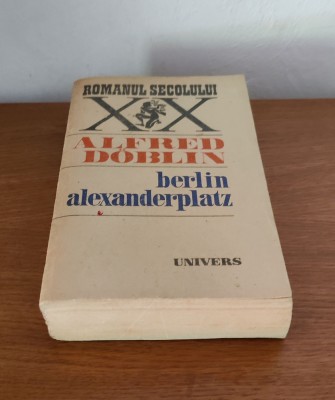 ROMANUL SECOLULUI
XX
ALFRED
DÖBLIN
berlin
alexanderplatz
UNIVERS